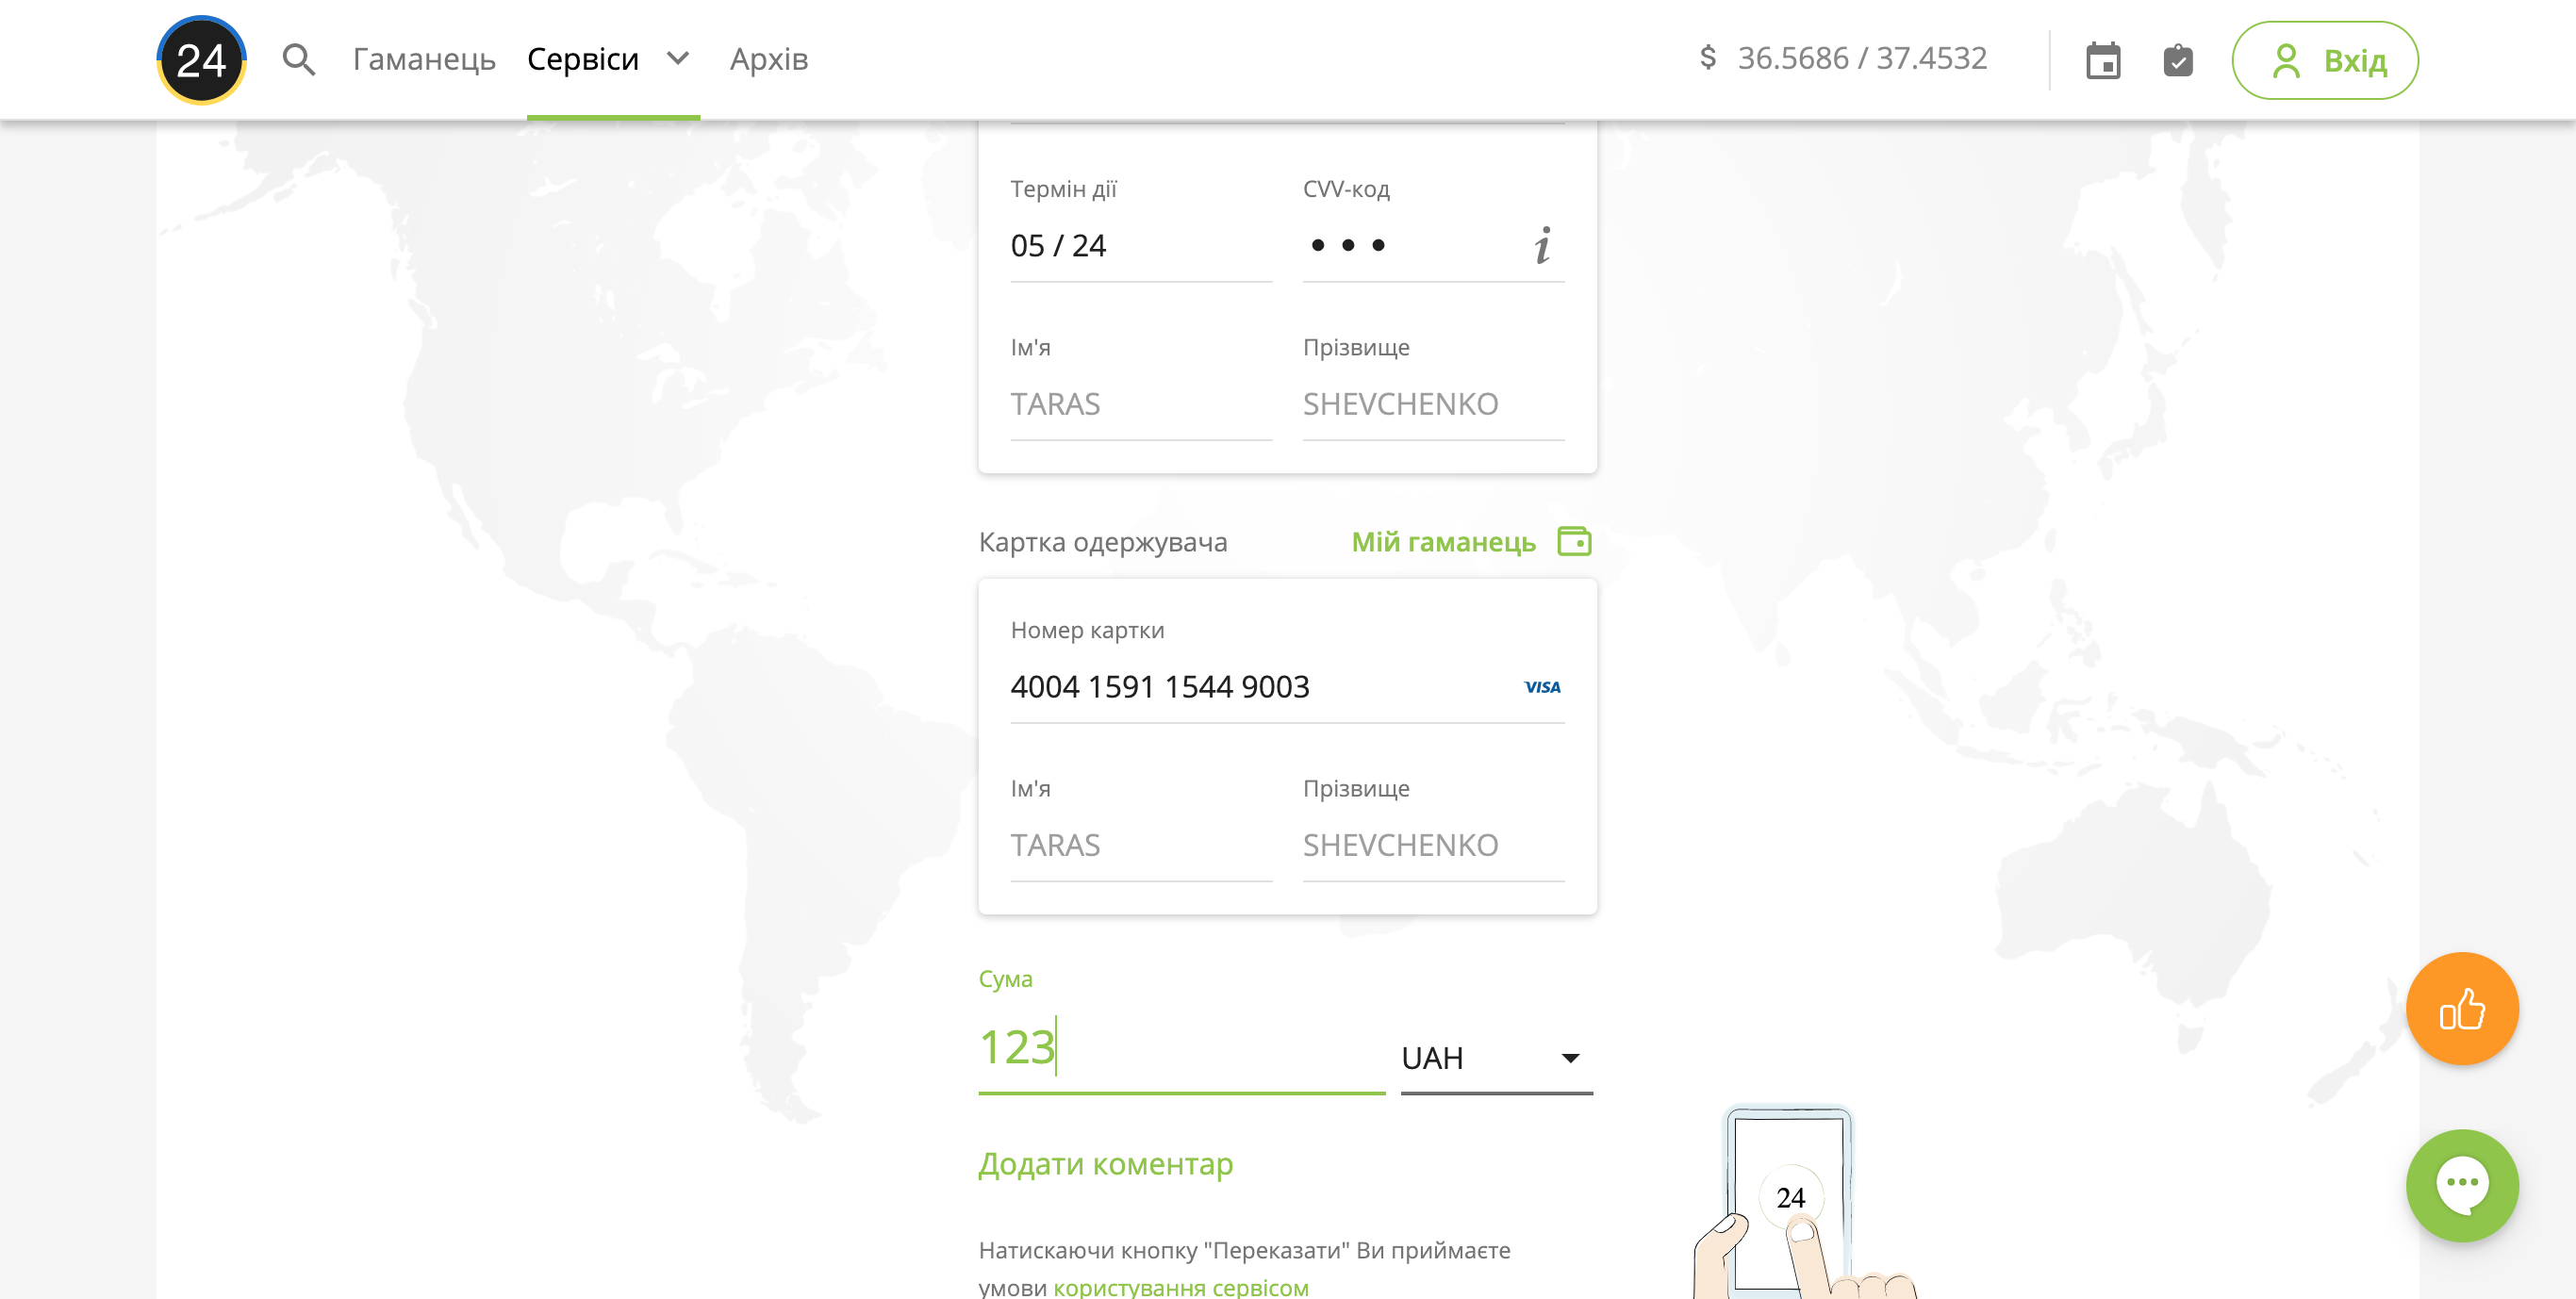 24 Гаманець Сервіси Архів $ 36.5686 / 37.4532 Вхід
Термін дії CVV-код
05 / 24
Ім'я Прізвище
TARAS SHEVCHENKO
Картка одержувача Мій гаманець
Номер картки
4004 1591 1544 9003 VISA
Ім'я Прізвище
TARAS SHEVCHENKO
Сума
123 UAH
Додати коментар
24
Натискаючи кнопку "Переказати" Ви приймаєте
умови користування сервісом